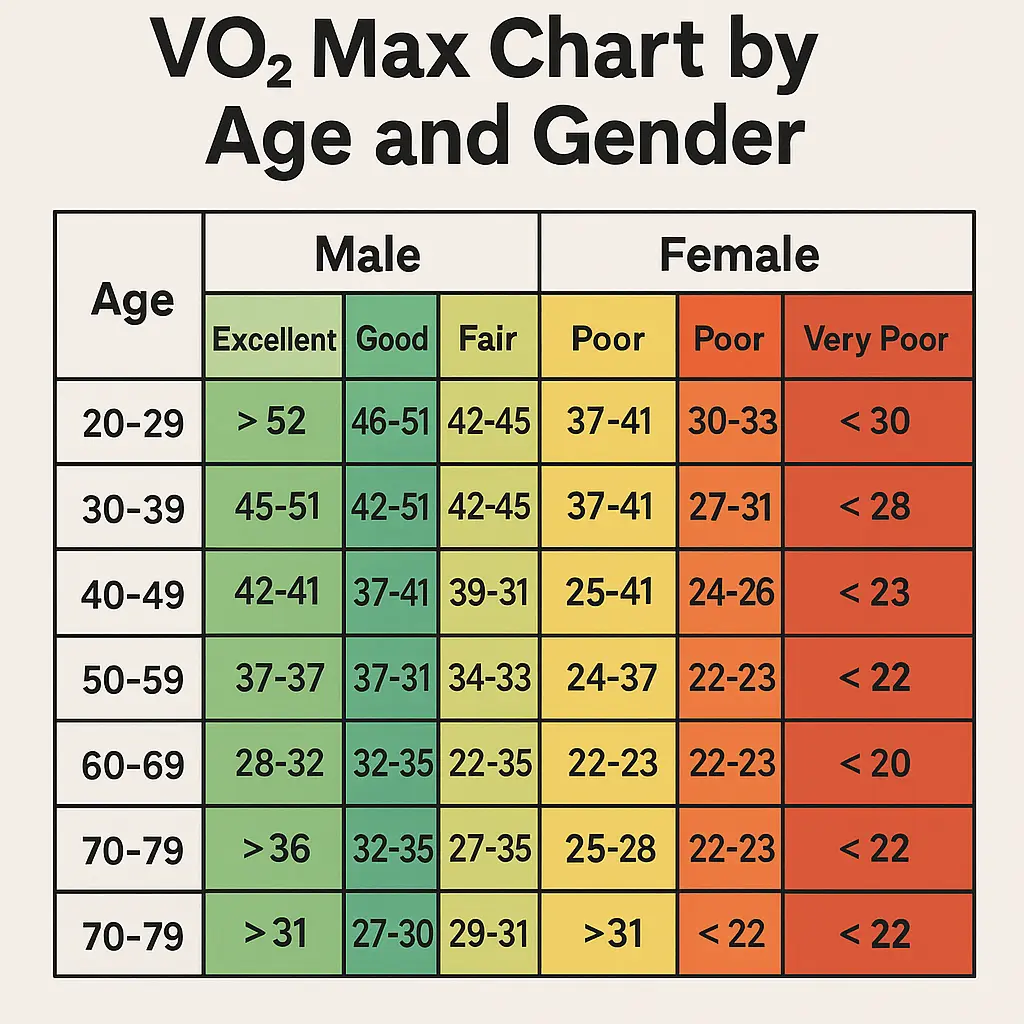 VO₂ Max Chart by
Age and Gender
Age Male Female
Excellent Good Fair Poor Poor Very Poor
20-29 > 52 46-51 42-45 37-41 30-33 < 30
30-39 45-51 42-51 42-45 37-41 27-31 < 28
40-49 42-41 37-41 39-31 25-41 24-26 < 23
50-59 37-37 37-31 34-33 24-37 22-23 < 22
60-69 28-32 32-35 22-35 22-23 22-23 < 20
70-79 >36 32-35 27-35 25-28 22-23 < 22
70-79 >31 27-30 29-31 >31 < 22 < 22